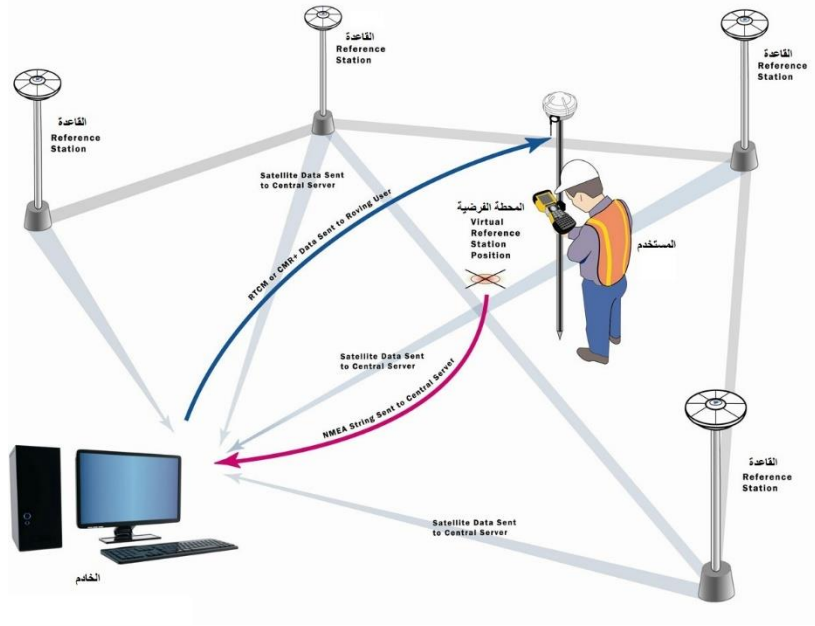 القاعدة
Reference
Station
القاعدة
Reference
Station
القاعدة
Reference
Station
Satellite Data Sent
to Central Server
RTCM or CMR+ Data Sent to Roving User
المحطة الفرضية
Virtual
Reference
Station
Position
المستخدم
Satellite Data Sent
to Central Server
NMEA String Sent to Central Server
القاعدة
Reference
Station
Satellite Data Sent
to Central Server
الخادم